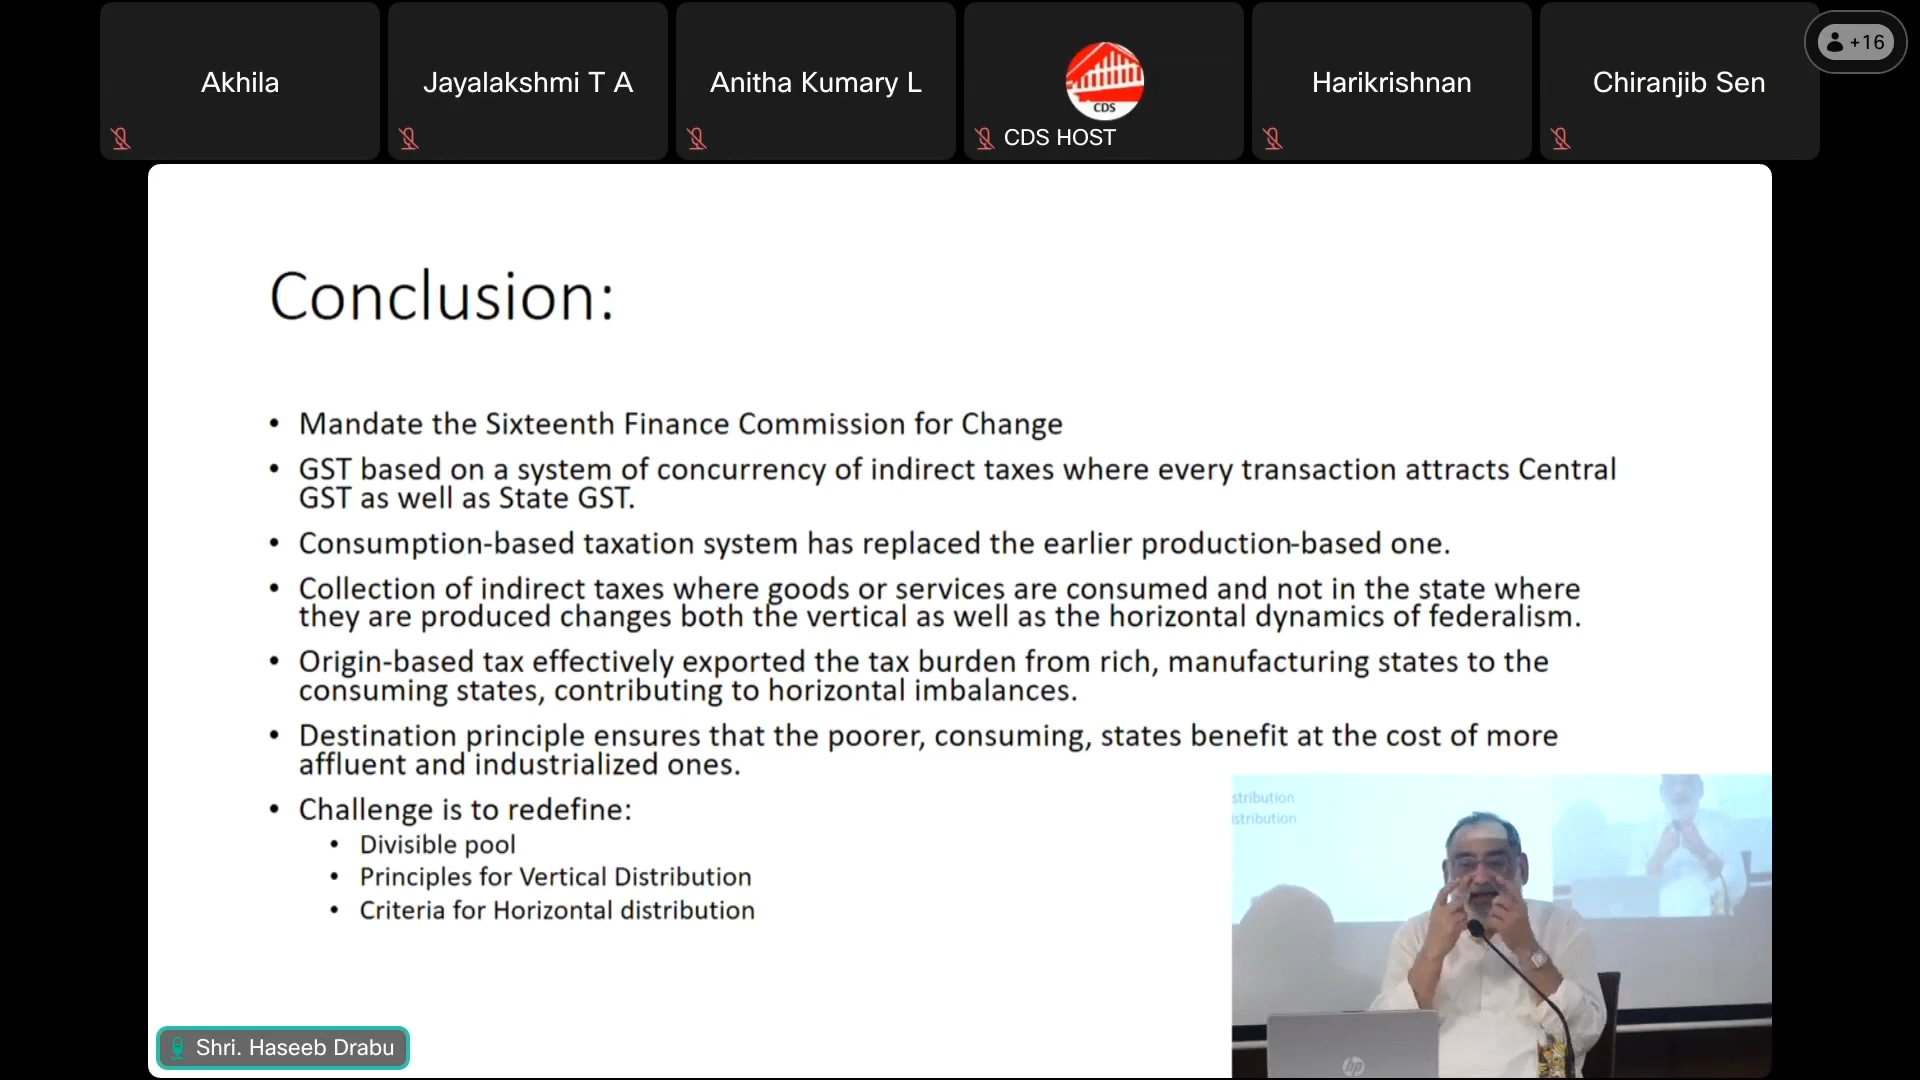 Akhila
Jayalakshmi T A
Anitha Kumary L
CDS
CDS HOST
Harikrishnan
Chiranjib Sen
+16
Conclusion:
• Mandate the Sixteenth Finance Commission for Change
• GST based on a system of concurrency of indirect taxes where every transaction attracts Central
GST as well as State GST.
• Consumption-based taxation system has replaced the earlier production-based one.
• Collection of indirect taxes where goods or services are consumed and not in the state where
they are produced changes both the vertical as well as the horizontal dynamics of federalism.
• Origin-based tax effectively exported the tax burden from rich, manufacturing states to the
consuming states, contributing to horizontal imbalances.
• Destination principle ensures that the poorer, consuming, states benefit at the cost of more
affluent and industrialized ones.
• Challenge is to redefine:
• Divisible pool
• Principles for Vertical Distribution
• Criteria for Horizontal distribution
stribution
istribution
hp
Shri. Haseeb Drabu